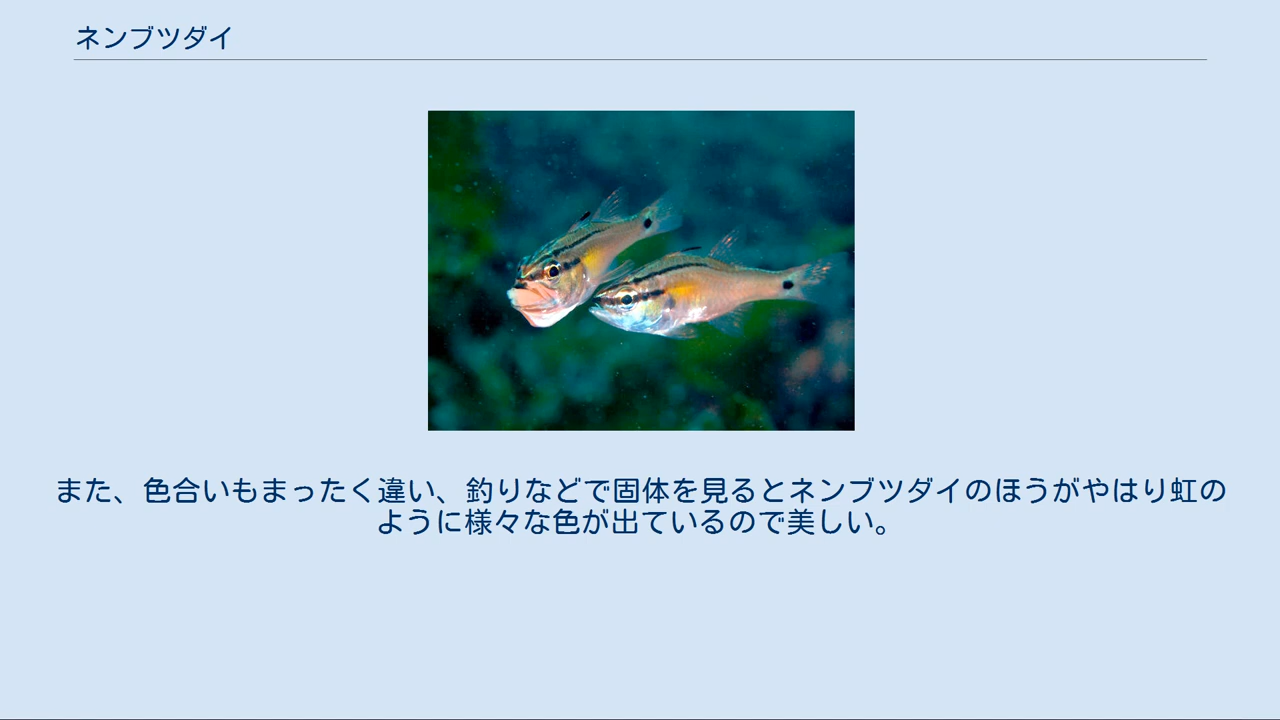 ネンブツダイ
また、色合いもまったく違い、釣りなどで固体を見るとネンブツダイのほうがやはり虹の
ように様々な色が出ているので美しい。